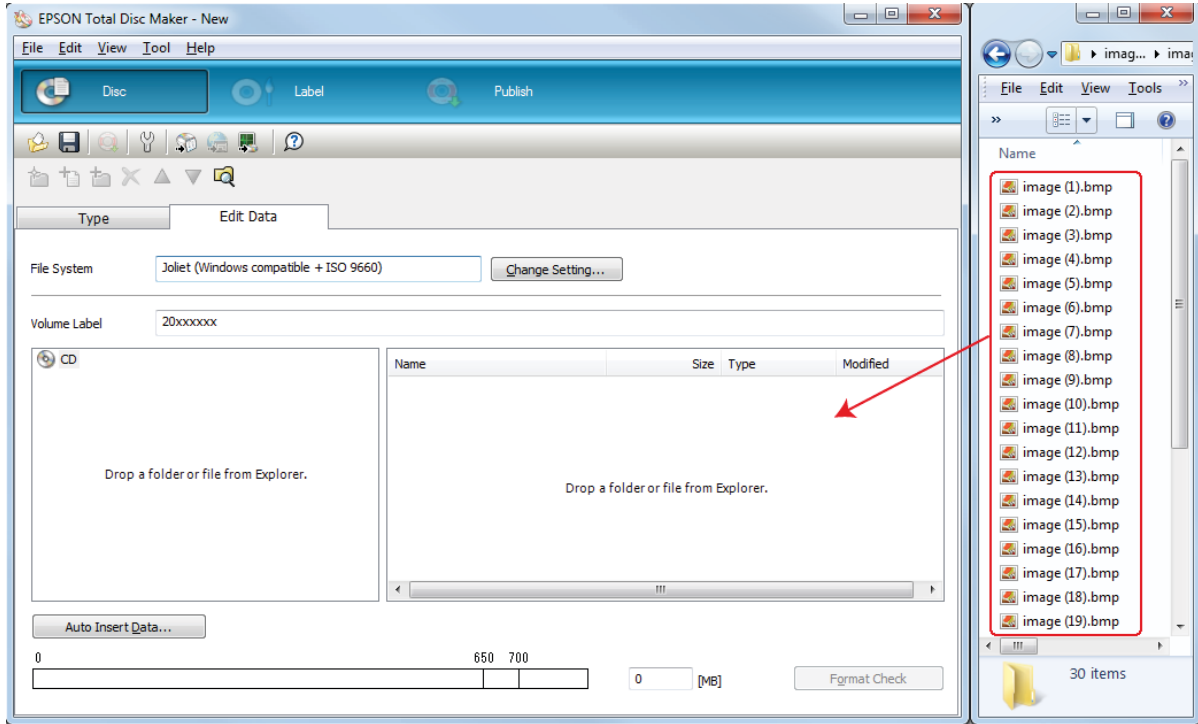 EPSON Total Disc Maker - New
File Edit View Tool Help
Disc
Label
Publish
Type
Edit Data
File System
Joliet (Windows compatible + ISO 9660)
Change Setting...
Volume Label
20xxxxxx
CD
Drop a folder or file from Explorer.
Name Size Type Modified
Drop a folder or file from Explorer.
Auto Insert Data...
0 650 700
0 [MB]
Format Check
imag... ima
File Edit View Tools »
»
Name
image (1).bmp
image (2).bmp
image (3).bmp
image (4).bmp
image (5).bmp
image (6).bmp
image (7).bmp
image (8).bmp
image (9).bmp
image (10).bmp
image (11).bmp
image (12).bmp
image (13).bmp
image (14).bmp
image (15).bmp
image (16).bmp
image (17).bmp
image (18).bmp
image (19).bmp
30 items